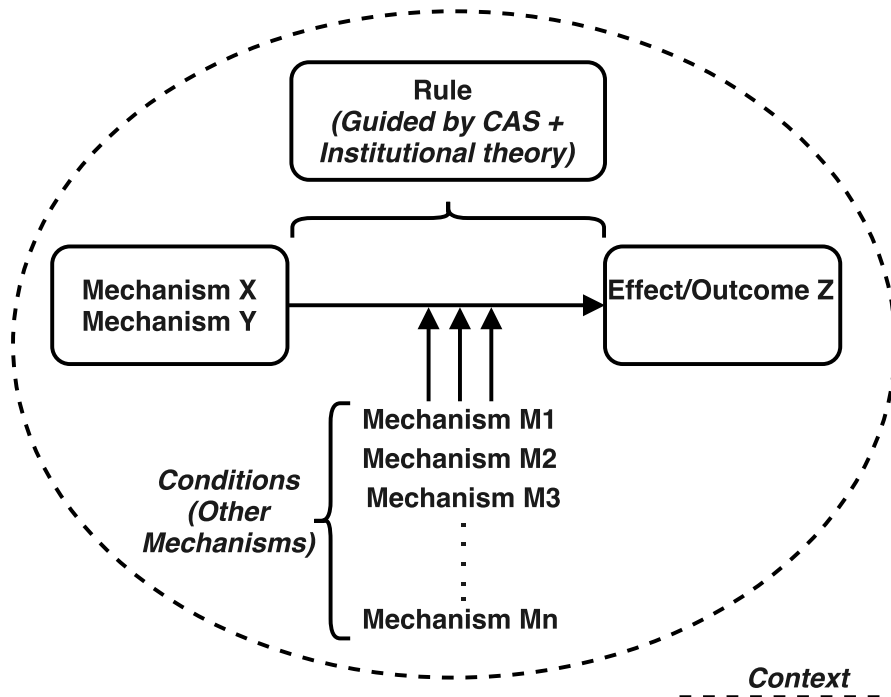 Rule
(Guided by CAS +
Institutional theory)
Mechanism X
Mechanism Y
Effect/Outcome Z
Mechanism M1
Mechanism M2
Mechanism M3
Mechanism Mn
Conditions
(Other
Mechanisms)
Context